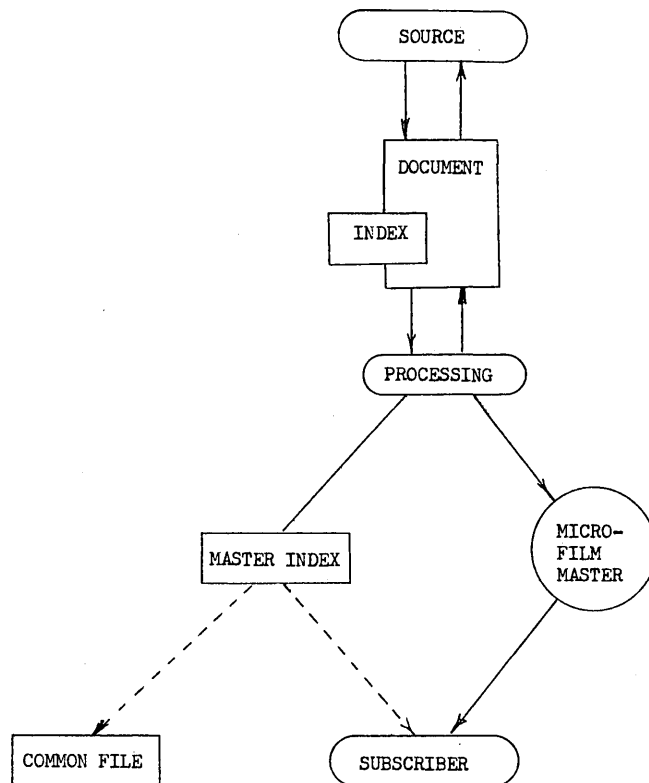 SOURCE
DOCUMENT
INDEX
PROCESSING
MASTER INDEX
MICRO-
FILM
MASTER
COMMON FILE
SUBSCRIBER